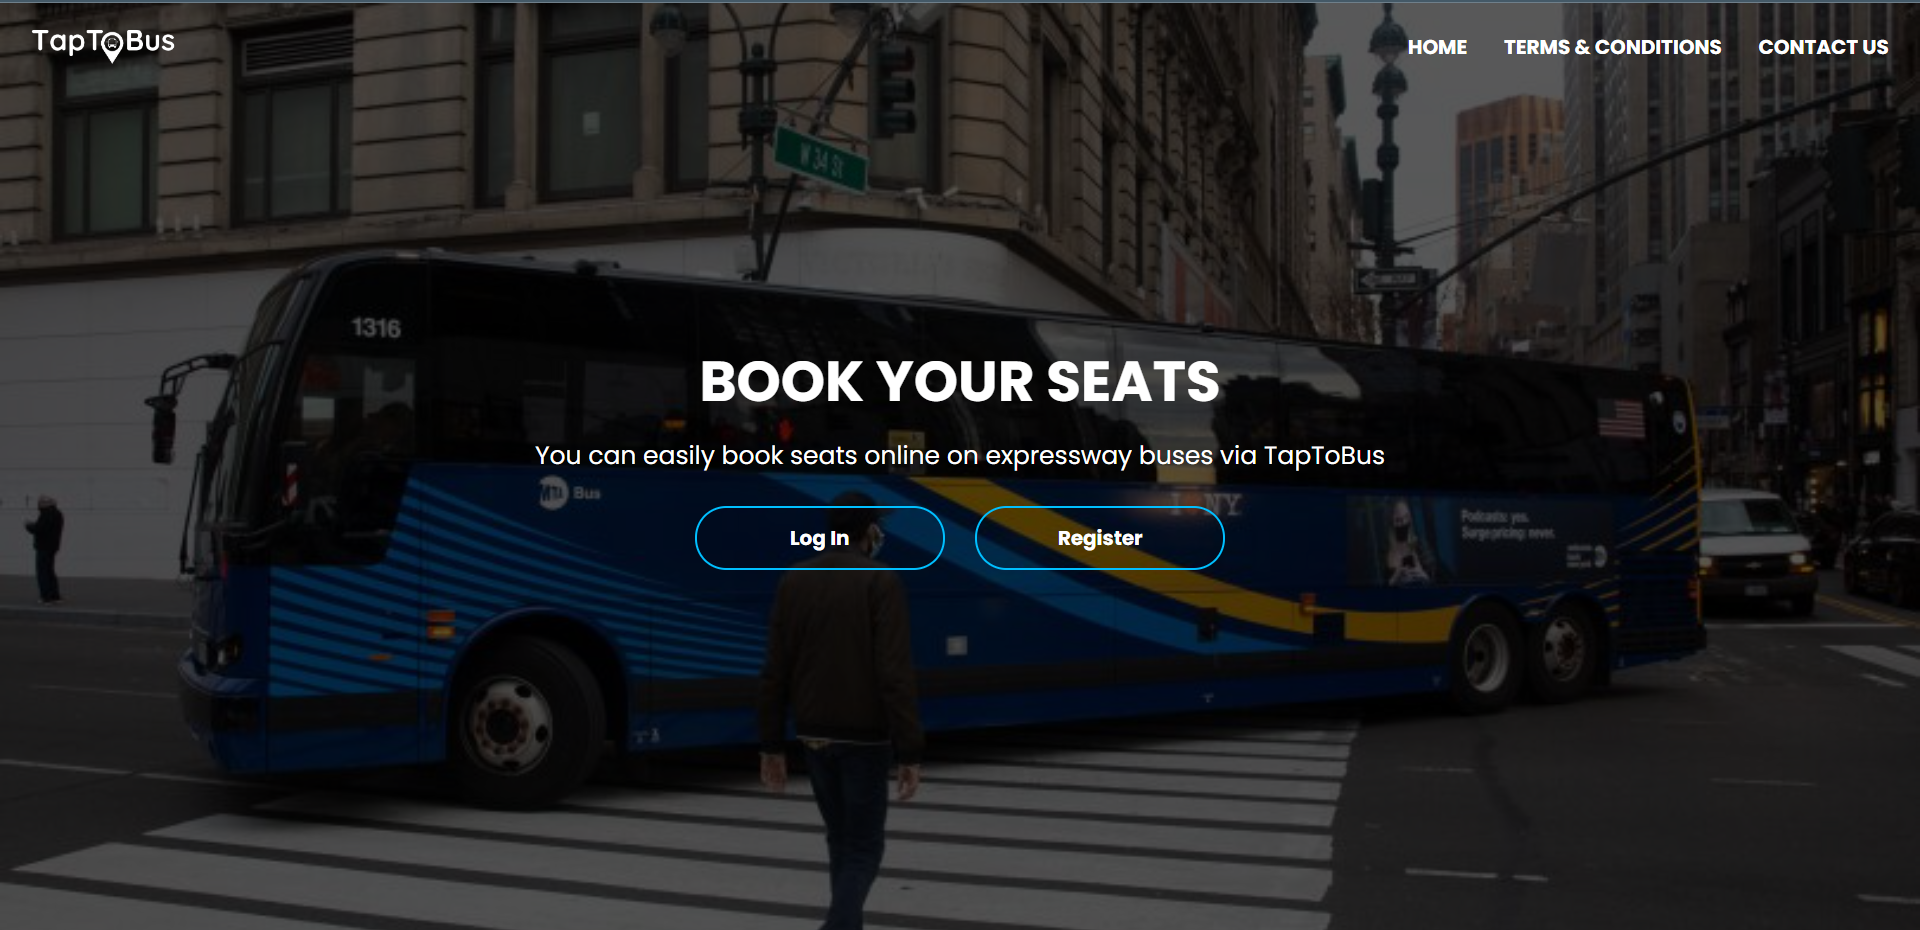 TapToBus
HOME TERMS & CONDITIONS CONTACT US
W 34 ST
1316
BOOK YOUR SEATS
You can easily book seats online on expressway buses via TapToBus
MTA Bus
NY
Log In
Register
Podcasts: yes.
Surge pricing: never.